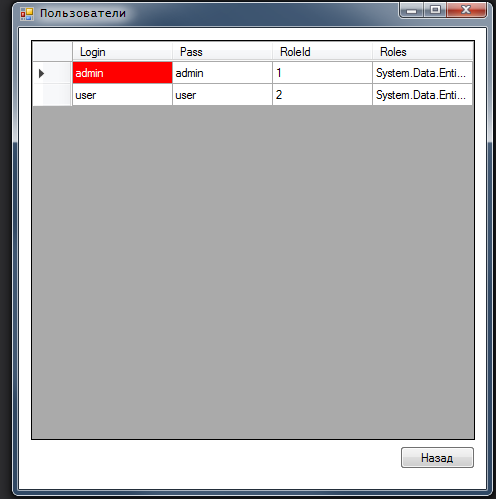 Пользователи
Login Pass RoleId Roles
admin admin 1 System.Data.Enti...
user user 2 System.Data.Enti...
Назад